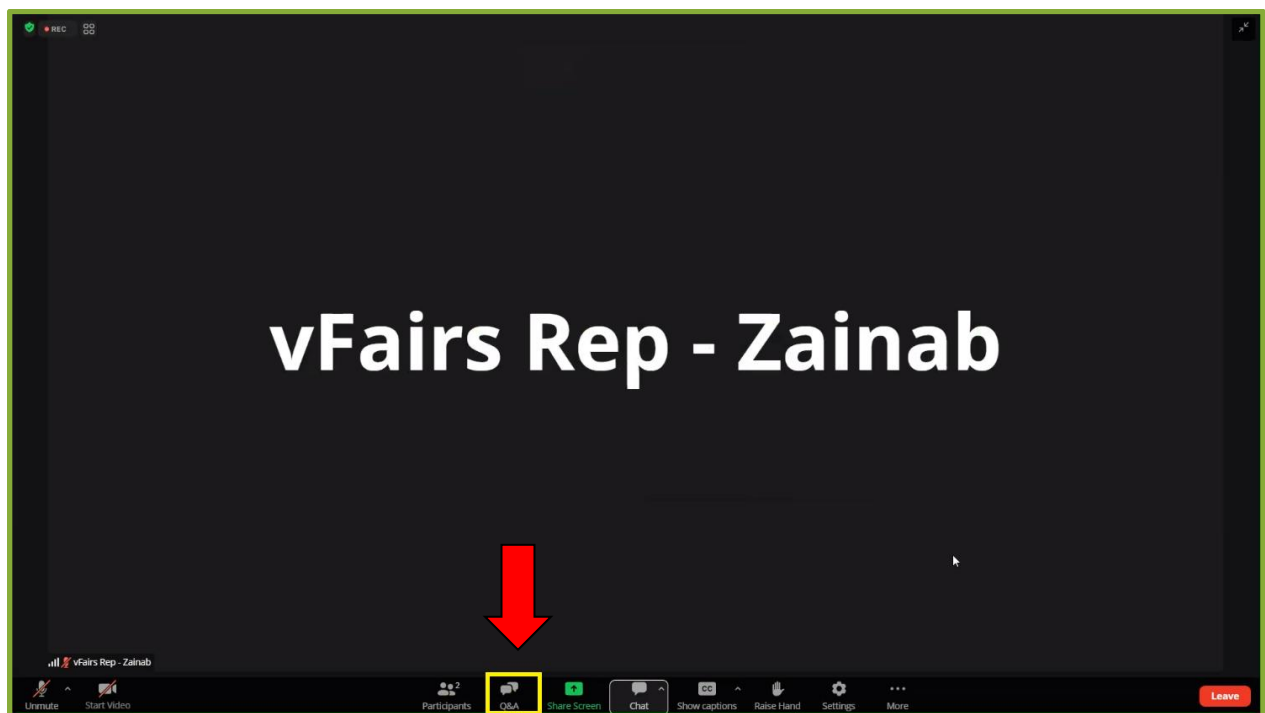 REC
vFairs Rep - Zainab
vFairs Rep - Zainab
Unmute Start Video Participants 2 Q&A Share Screen Chat CC Show captions Raise Hand Settings More Leave